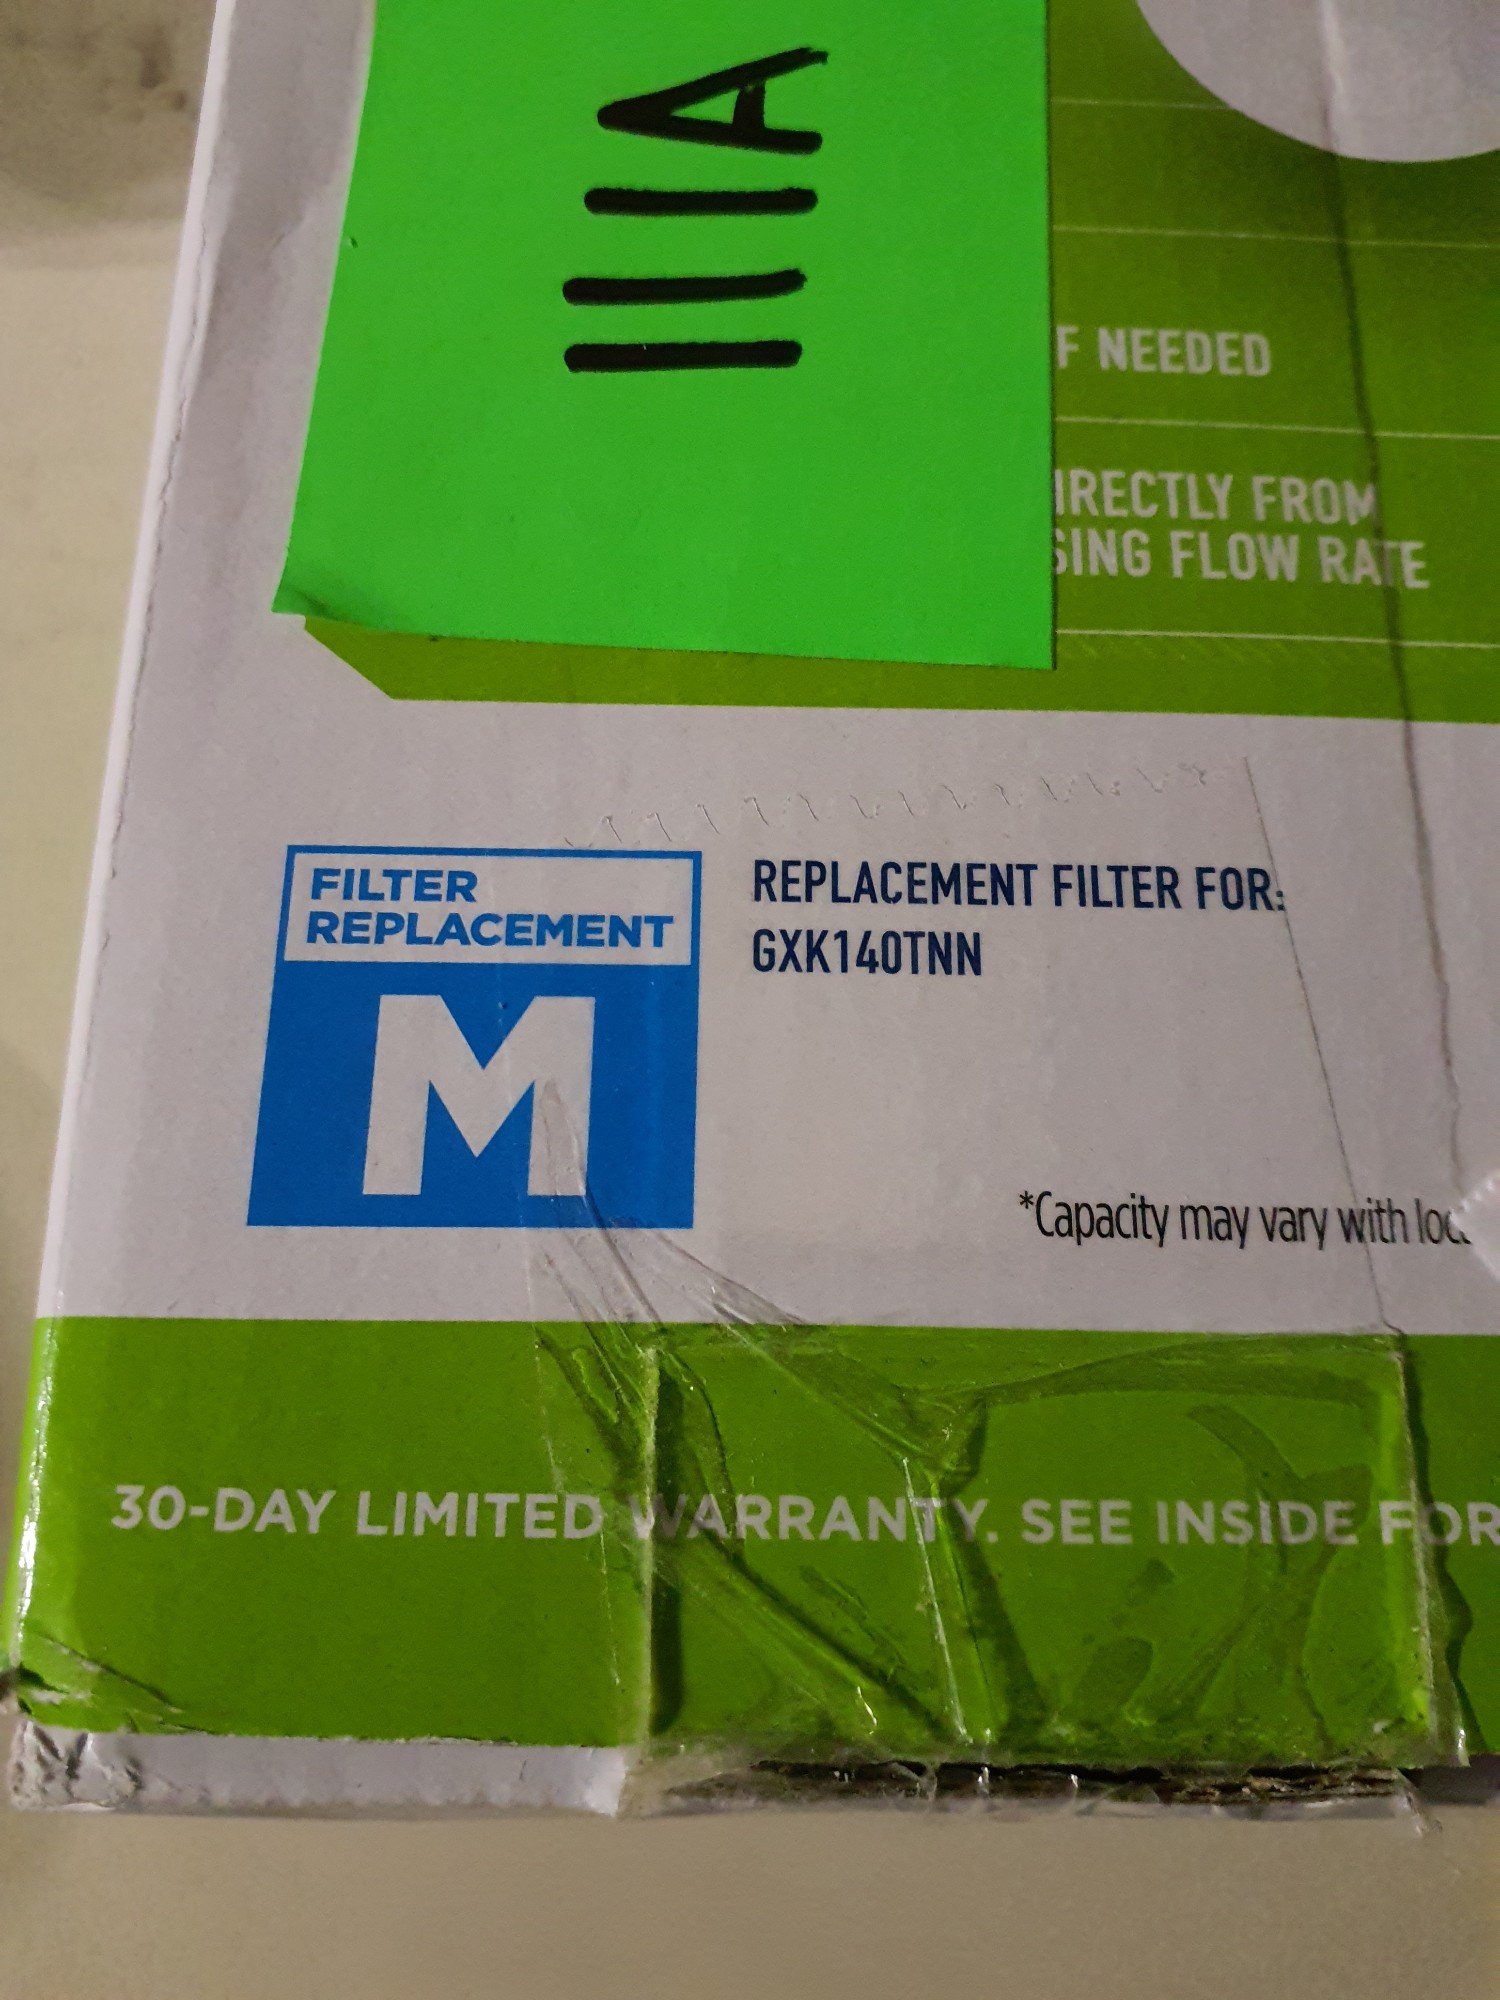 111A
F NEEDED
IRECTLY FROM
SING FLOW RATE
FILTER
REPLACEMENT
M
REPLACEMENT FILTER FOR:
GXK140TNN
*Capacity may vary with
30-DAY LIMITED WARRANTY. SEE INSIDE FOR